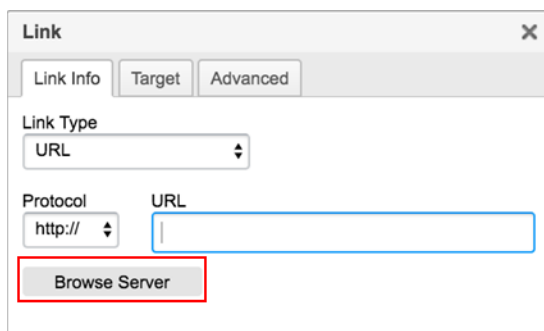 Link
Link Info Target Advanced
Link Type
URL
Protocol URL
http://
Browse Server